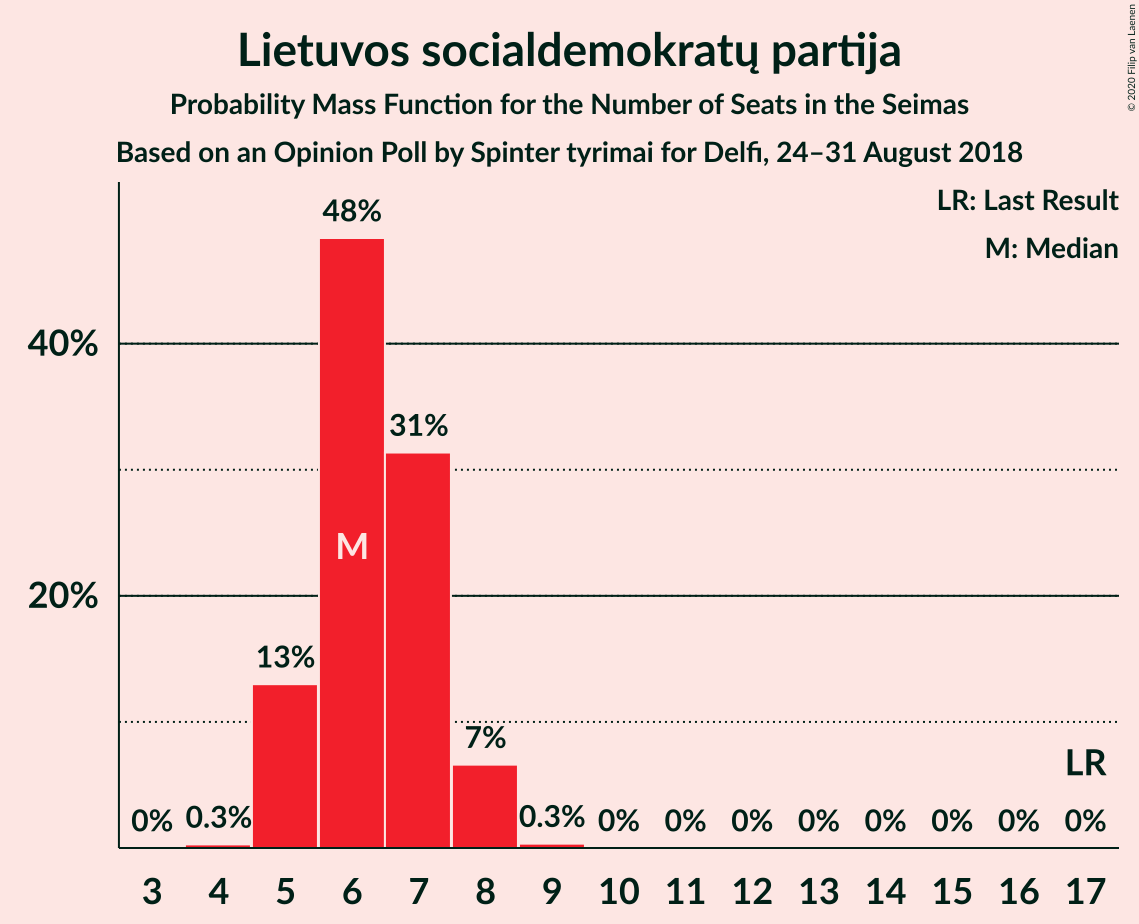 Lietuvos socialdemokratų partija
Probability Mass Function for the Number of Seats in the Seimas
Based on an Opinion Poll by Spinter tyrimai for Delfi, 24–31 August 2018
© 2020 Filip van Laenen
LR: Last Result
M: Median
40%
20%
0% 0.3% 13% 48% 31% 7% 0.3% 0% 0% 0% 0% 0% 0% 0% 0%
M
LR
3 4 5 6 7 8 9 10 11 12 13 14 15 16 17